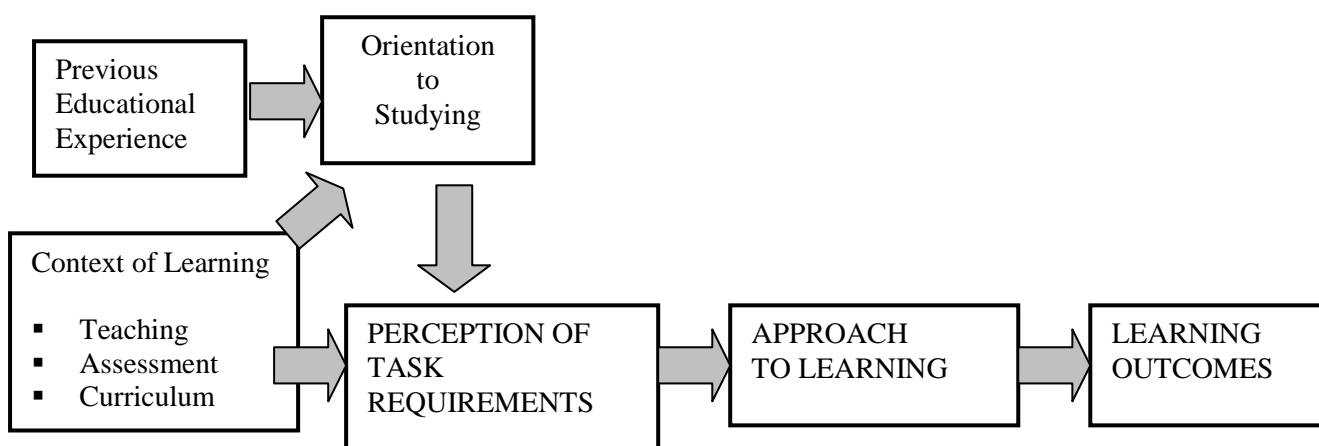 Previous
Educational
Experience
Orientation
to
Studying
Context of Learning
▪ Teaching
▪ Assessment
▪ Curriculum
PERCEPTION OF
TASK
REQUIREMENTS
APPROACH
TO LEARNING
LEARNING
OUTCOMES